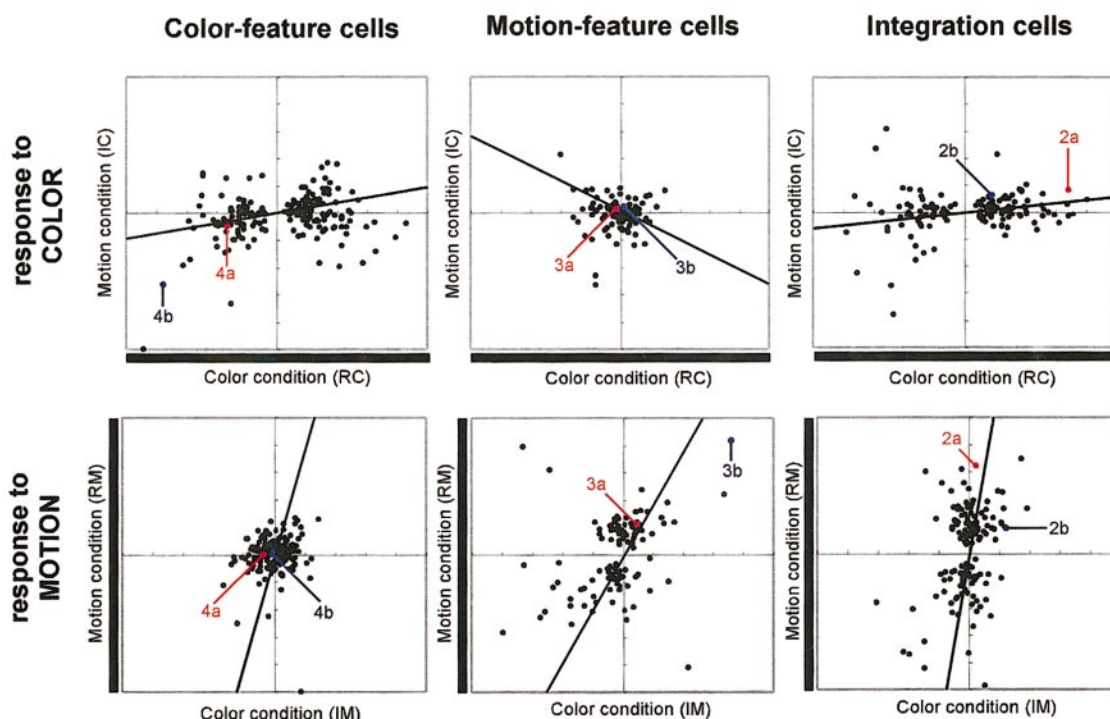 Color-feature cells
Motion-feature cells
Integration cells
response to
COLOR
Motion condition (IC)
4a
4b
Color condition (RC)
Motion condition (IC)
3a
3b
Color condition (RC)
Motion condition (IC)
2b
2a
Color condition (RC)
response to
MOTION
Motion condition (RM)
4a
4b
Color condition (IM)
Motion condition (RM)
3a
3b
Color condition (IM)
Motion condition (RM)
2a
2b
Color condition (IM)